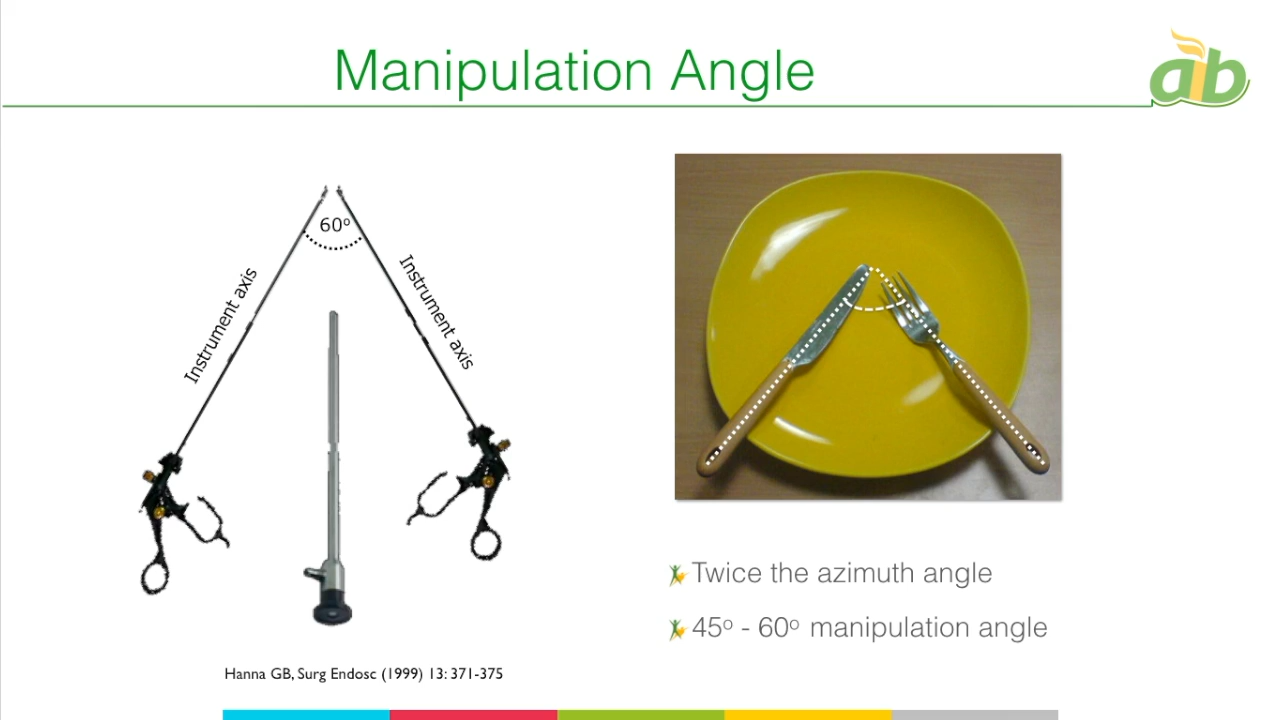 Manipulation Angle
aib
60º
Instrument axis
Instrument axis
Twice the azimuth angle
45º - 60º manipulation angle
Hanna GB, Surg Endosc (1999) 13: 371-375